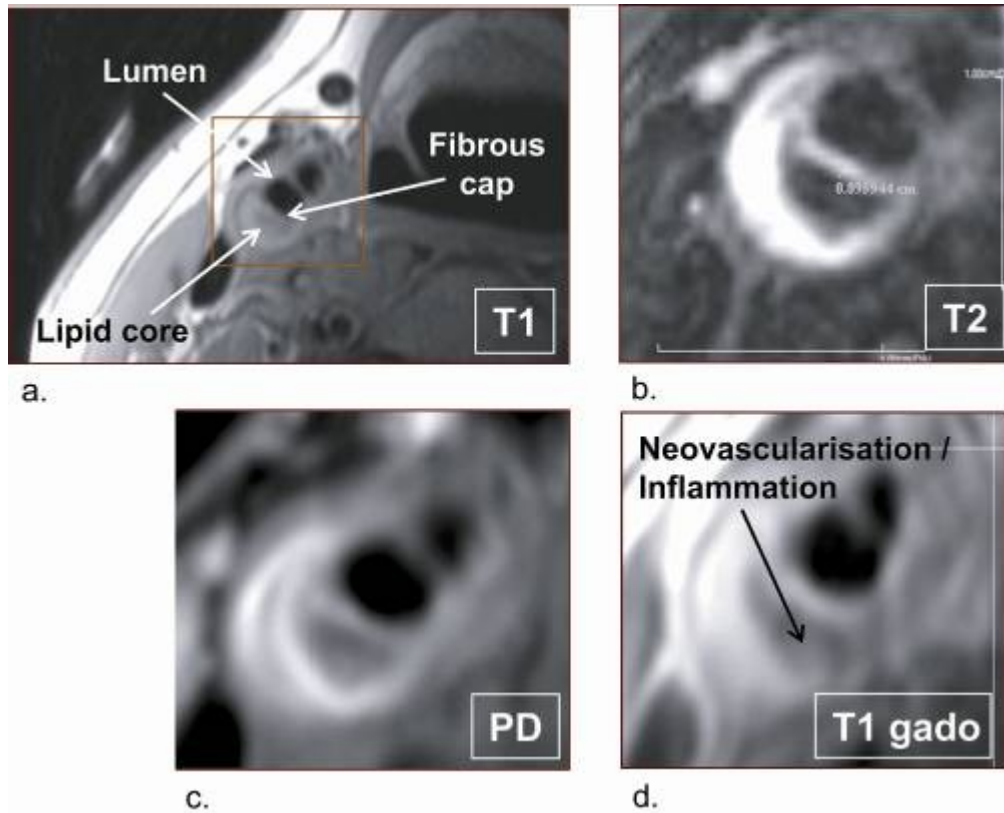 Lumen
Fibrous
cap
Lipid core
T1
a.
T2
b.
PD
c.
Neovascularisation /
Inflammation
T1 gado
d.